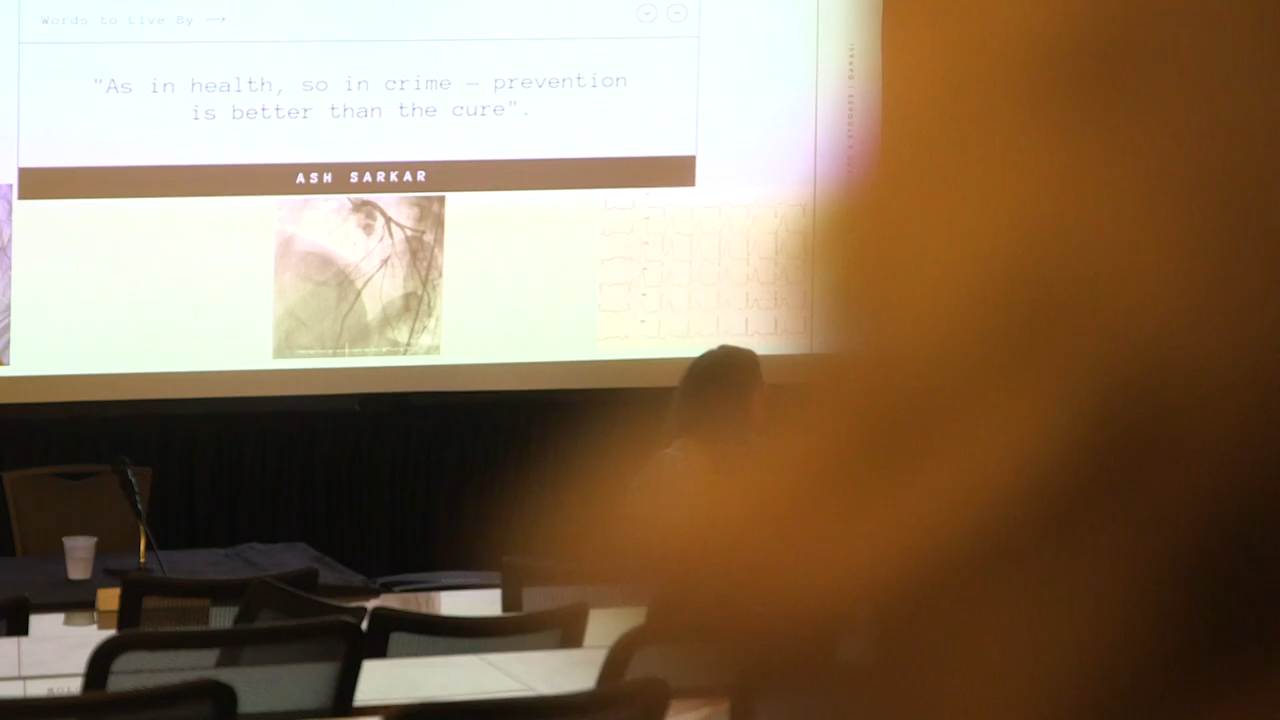 Words to Live By →
"As in health, so in crime — prevention
is better than the cure".
ASH SARKAR